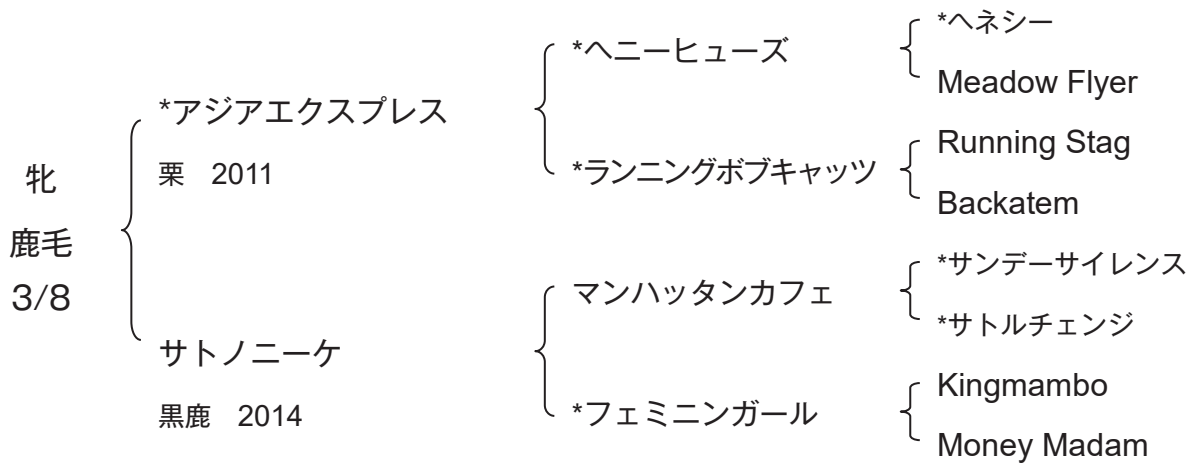 牝
鹿毛
3/8
*アジアエクスプレス
栗 2011
サトノニーケ
黒鹿 2014
*ヘニーヒューズ
*ランニングボブキャッツ
マンハッタンカフェ
*フェミニンガール
*ヘネシー
Meadow Flyer
Running Stag
Backatem
*サンデーサイレンス
*サトルチェンジ
Kingmambo
Money Madam